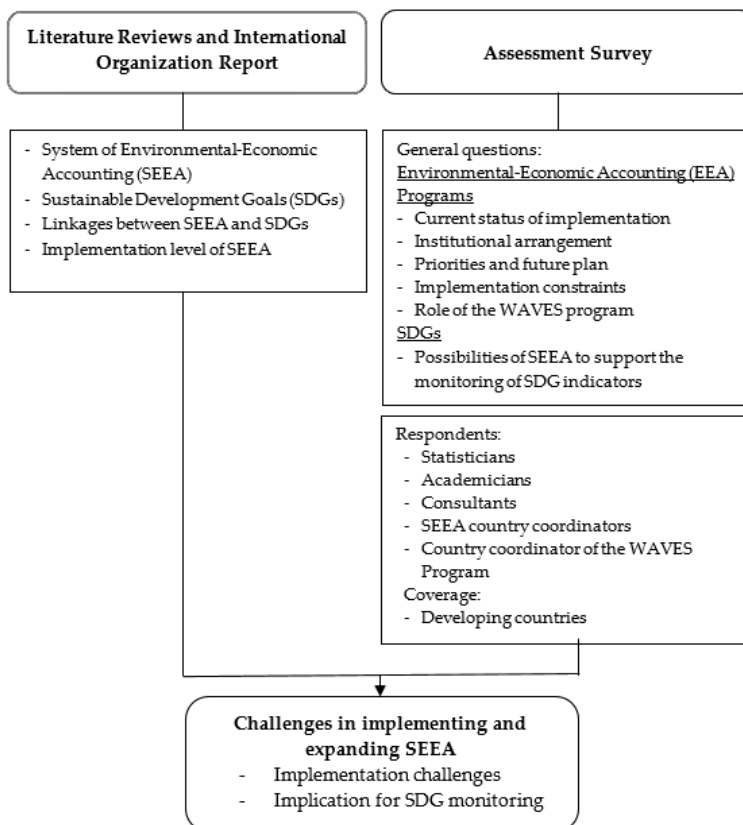 Literature Reviews and International
Organization Report
- System of Environmental-Economic
Accounting (SEEA)
- Sustainable Development Goals (SDGs)
- Linkages between SEEA and SDGs
- Implementation level of SEEA
Assessment Survey
General questions:
Environmental-Economic Accounting (EEA)
Programs
- Current status of implementation
- Institutional arrangement
- Priorities and future plan
- Implementation constraints
- Role of the WAVES program
SDGs
- Possibilities of SEEA to support the
monitoring of SDG indicators
Respondents:
- Statisticians
- Academicians
- Consultants
- SEEA country coordinators
- Country coordinator of the WAVES
Program
Coverage:
- Developing countries
Challenges in implementing and
expanding SEEA
- Implementation challenges
- Implication for SDG monitoring